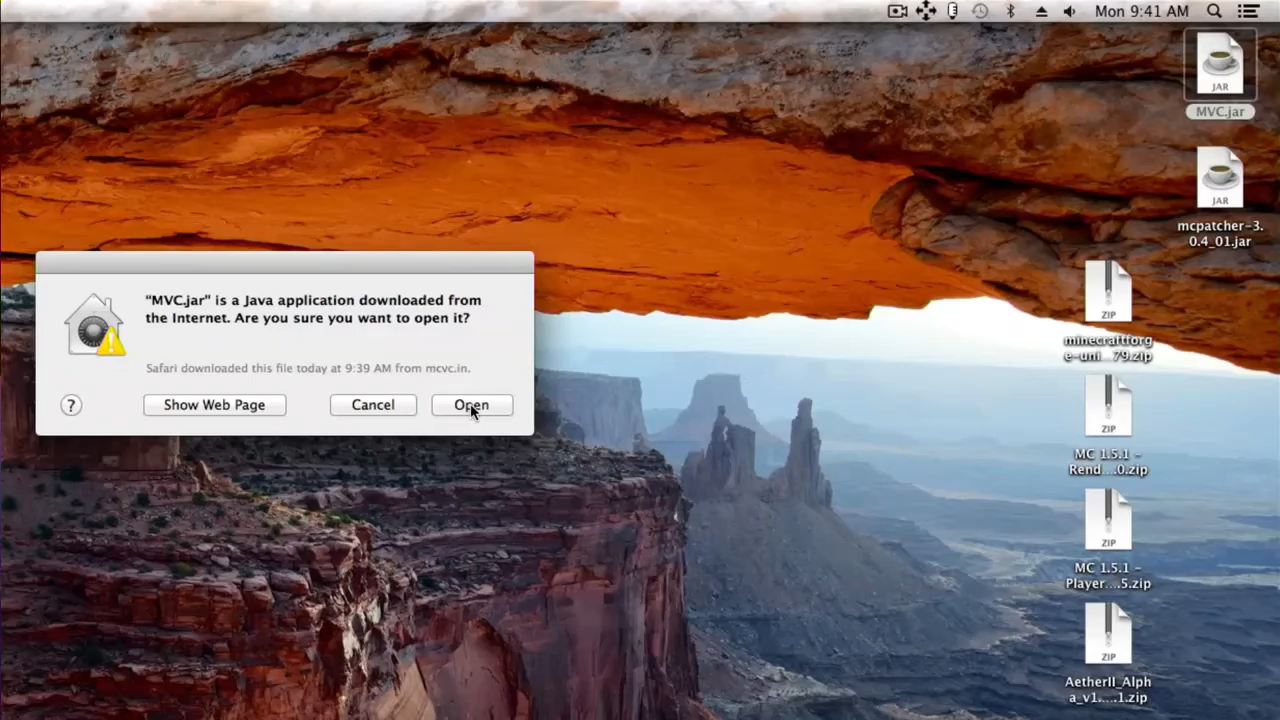 Mon 9:41 AM
JAR
MVC.jar
JAR
mcpatcher-3.
0.4_01.jar
"MVC.jar" is a Java application downloaded from
the Internet. Are you sure you want to open it?
Safari downloaded this file today at 9:39 AM from mcvc.in.
?
Show Web Page
Cancel
Open
ZIP
minecraftforg
e-uni...79.zip
ZIP
MC 1.5.1 -
Rend....0.zip
ZIP
MC 1.5.1 -
Player....5.zip
ZIP
AetherII_Alph
a_v1.....1.zip